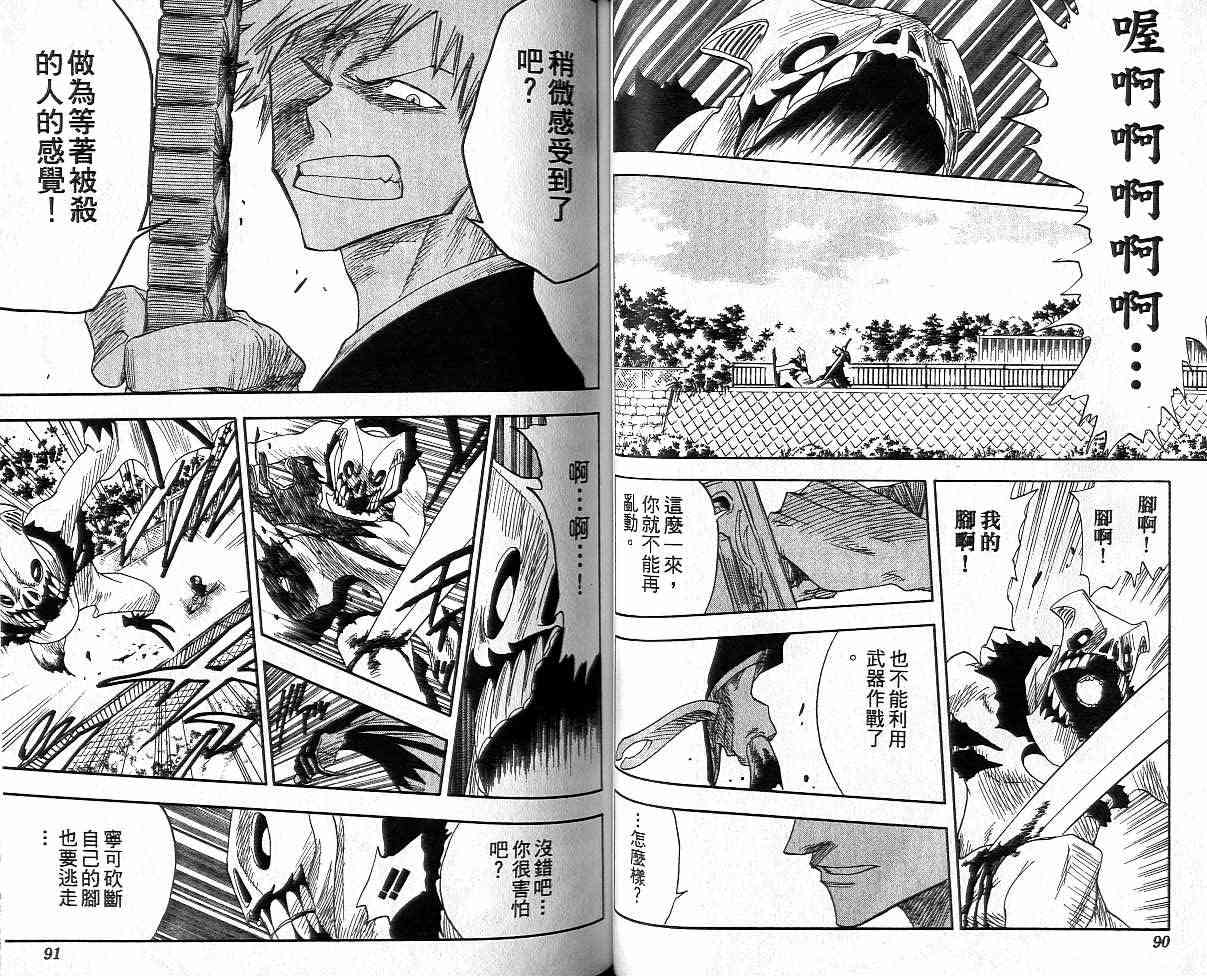 喔啊啊啊啊啊…
腳啊！
腳啊！
我的
腳啊！
這麼一來，
你就不能再
亂動。
也不能利用
武器作戰了
。
…怎麼樣？
90
稍微感受到了
吧？
做為等著被殺
的人的感覺！
啊…啊…！
沒錯吧…
你很害怕
吧？
!!
寧可砍斷
自己的腳
也要逃走
…
91